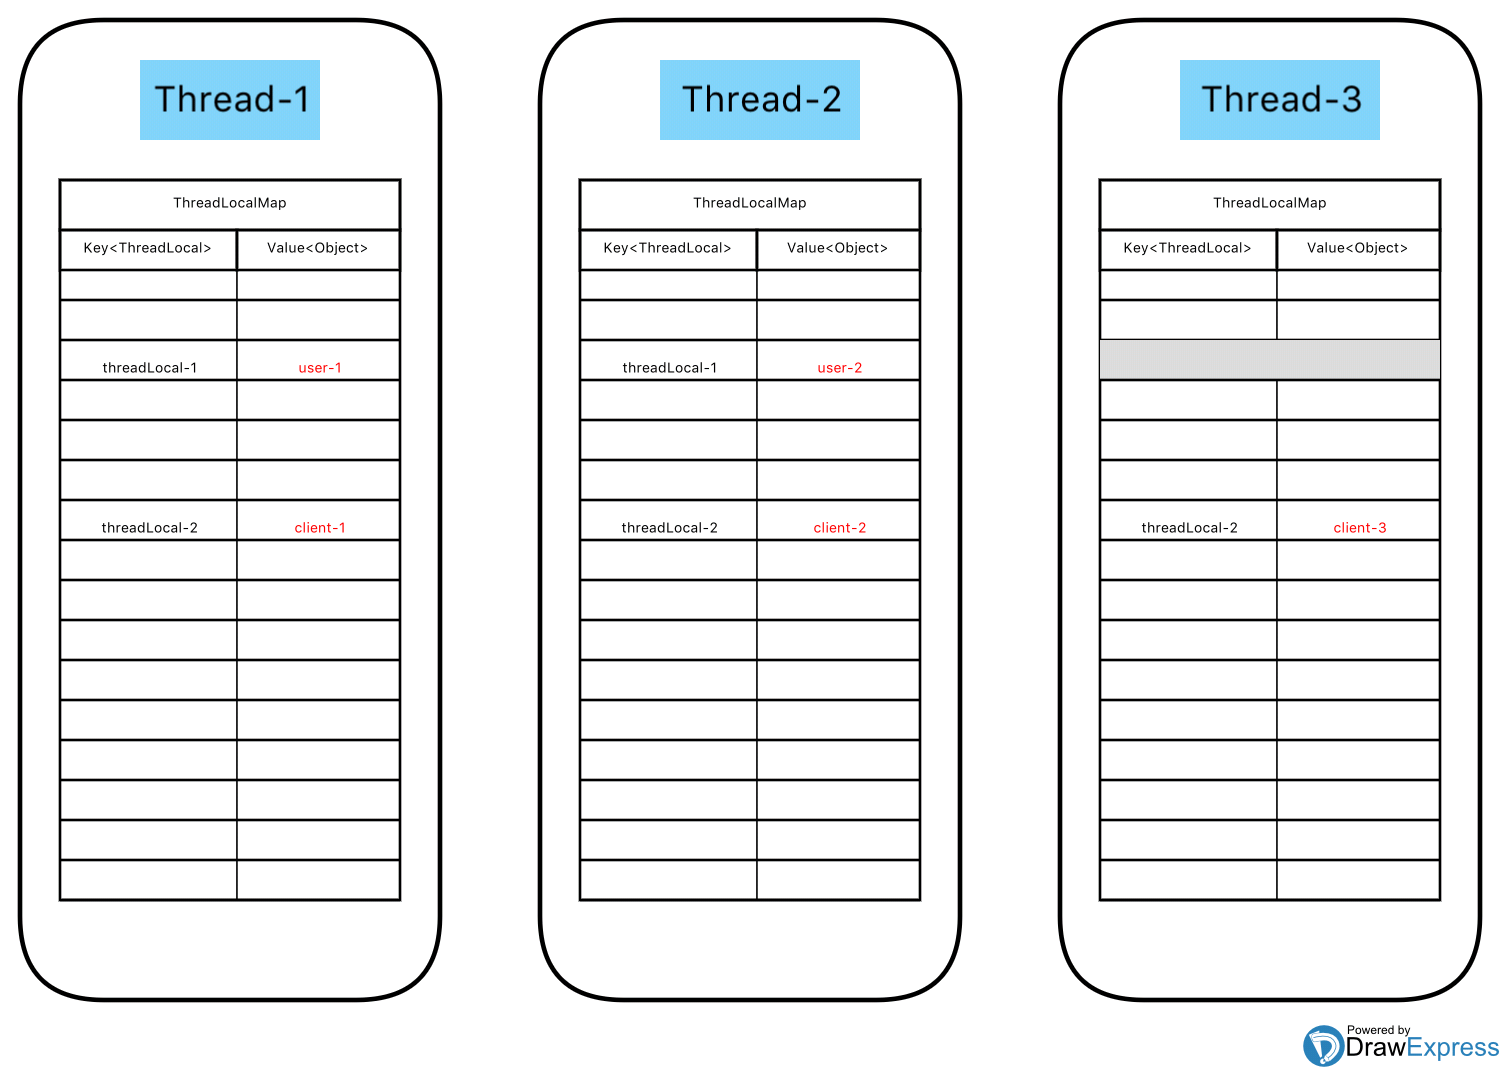 Thread-1
ThreadLocalMap
Key<ThreadLocal> Value<Object>
threadLocal-1 user-1
threadLocal-2 client-1
Thread-2
ThreadLocalMap
Key<ThreadLocal> Value<Object>
threadLocal-1 user-2
threadLocal-2 client-2
Thread-3
ThreadLocalMap
Key<ThreadLocal> Value<Object>
threadLocal-2 client-3
Powered by
DrawExpress